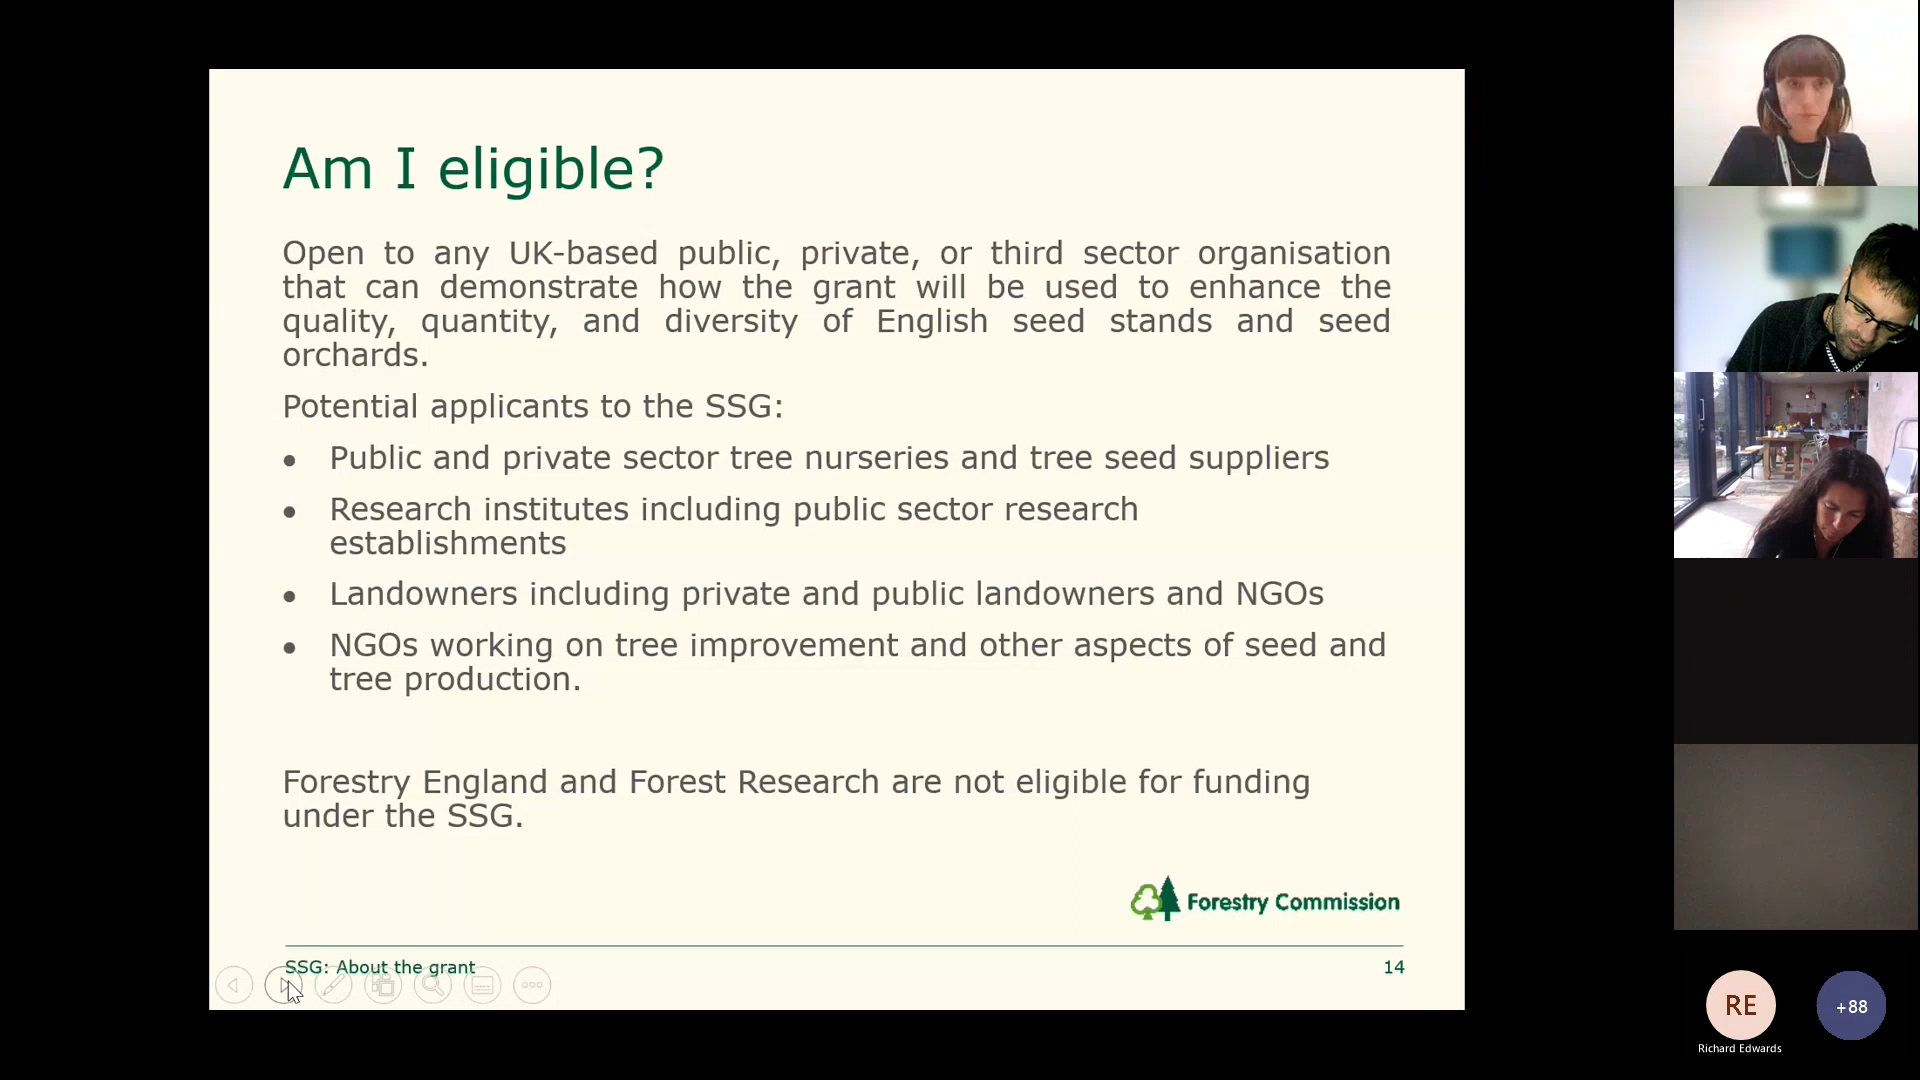 Am I eligible?
Open to any UK-based public, private, or third sector organisation
that can demonstrate how the grant will be used to enhance the
quality, quantity, and diversity of English seed stands and seed
orchards.
Potential applicants to the SSG:
• Public and private sector tree nurseries and tree seed suppliers
• Research institutes including public sector research
establishments
• Landowners including private and public landowners and NGOs
• NGOs working on tree improvement and other aspects of seed and
tree production.
Forestry England and Forest Research are not eligible for funding
under the SSG.
Forestry Commission
SSG: About the grant
14
RE
Richard Edwards
+88